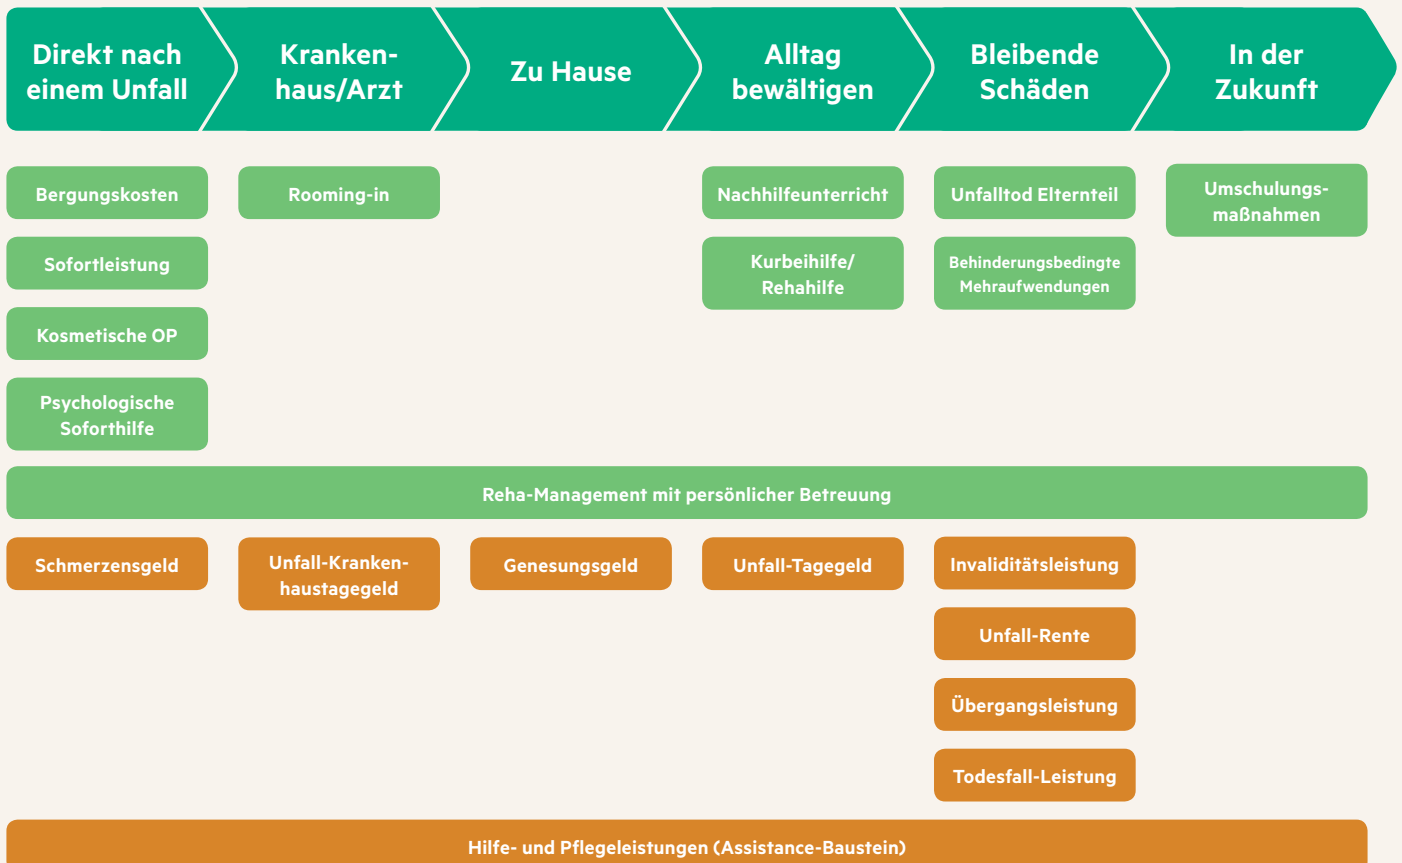 Direkt nach
einem Unfall
Kranken-
haus/Arzt
Zu Hause
Alltag
bewältigen
Bleibende
Schäden
In der
Zukunft
Bergungskosten
Rooming-in
Nachhilfeunterricht
Unfalltod Elternteil
Umschulungs-
maßnahmen
Sofortleistung
Kurbeihilfe/
Rehahilfe
Behinderungsbedingte
Mehraufwendungen
Kosmetische OP
Psychologische
Soforthilfe
Reha-Management mit persönlicher Betreuung
Schmerzensgeld
Unfall-Kranken-
haustagegeld
Genesungsgeld
Unfall-Tagegeld
Invaliditätsleistung
Unfall-Rente
Übergangsleistung
Todesfall-Leistung
Hilfe- und Pflegeleistungen (Assistance-Baustein)